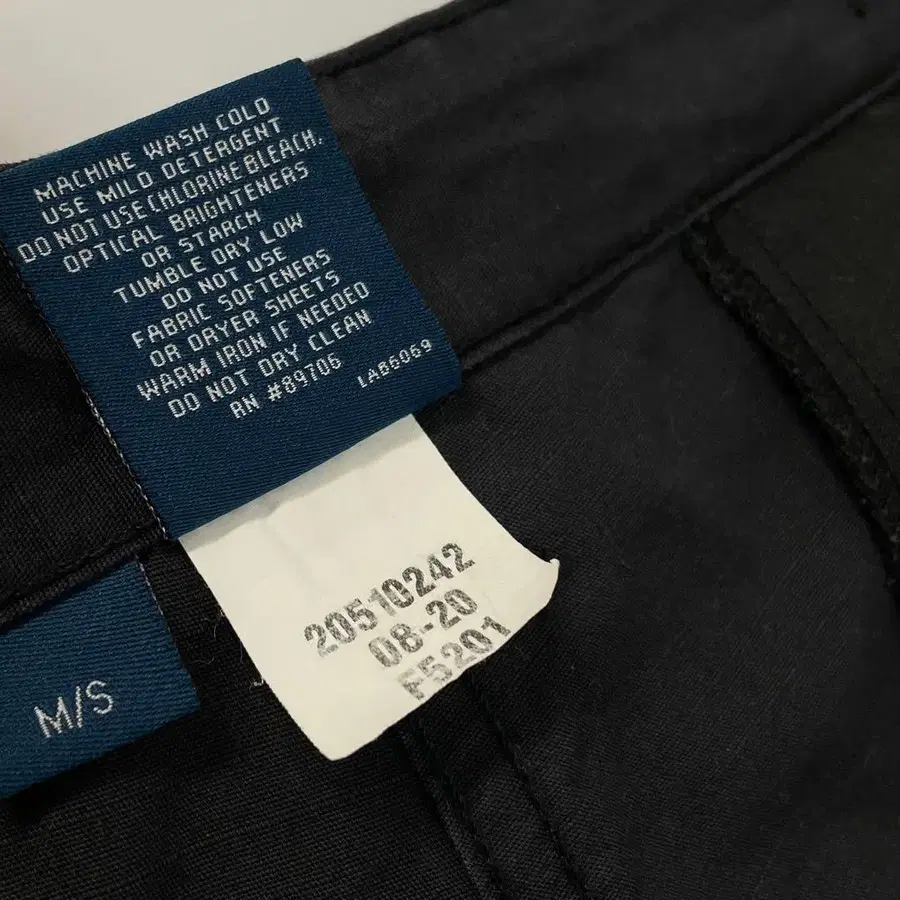 MACHINE WASH COLD
USE MILD DETERGENT
DO NOT USE CHLORINE BLEACH,
OPTICAL BRIGHTENERS
OR STARCH
TUMBLE DRY LOW
DO NOT USE
FABRIC SOFTENERS
OR DRYER SHEETS
WARM IRON IF NEEDED
DO NOT DRY CLEAN
RN #89706
LAB6069
20510242
08-20
F5201
M/S